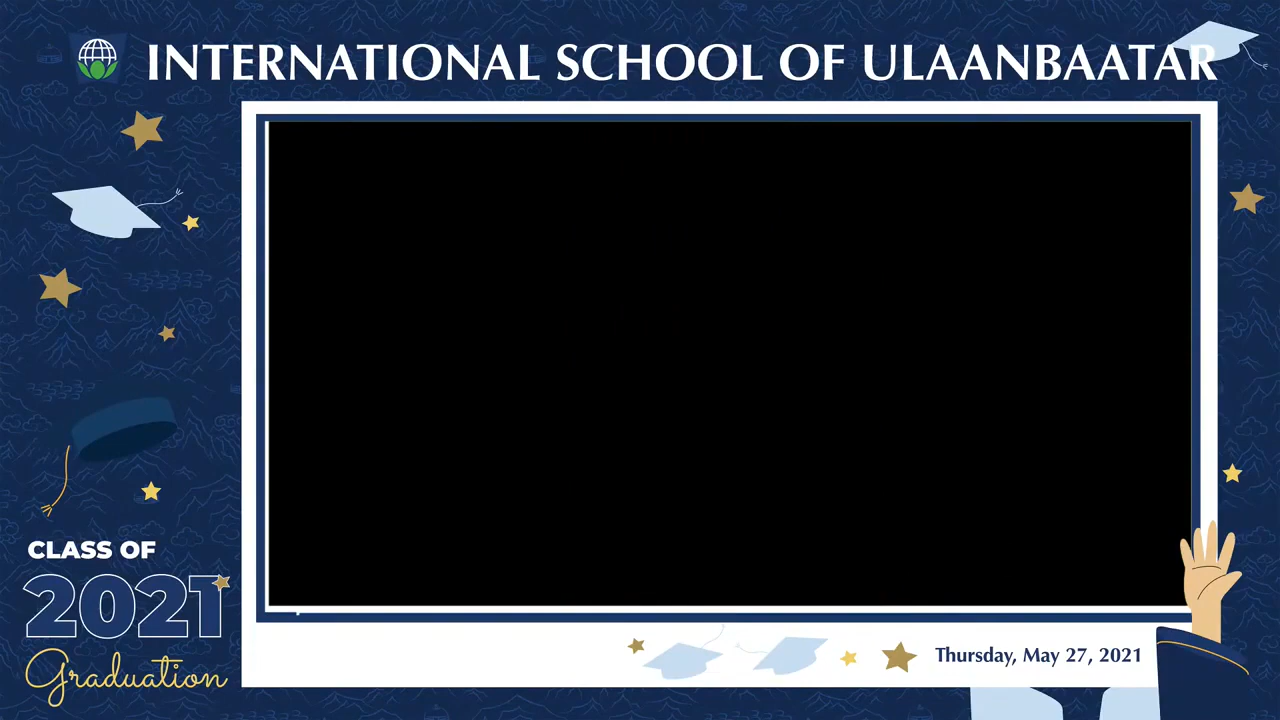 INTERNATIONAL SCHOOL OF ULAANBAATAR
CLASS OF
2021
Graduation
Thursday, May 27, 2021